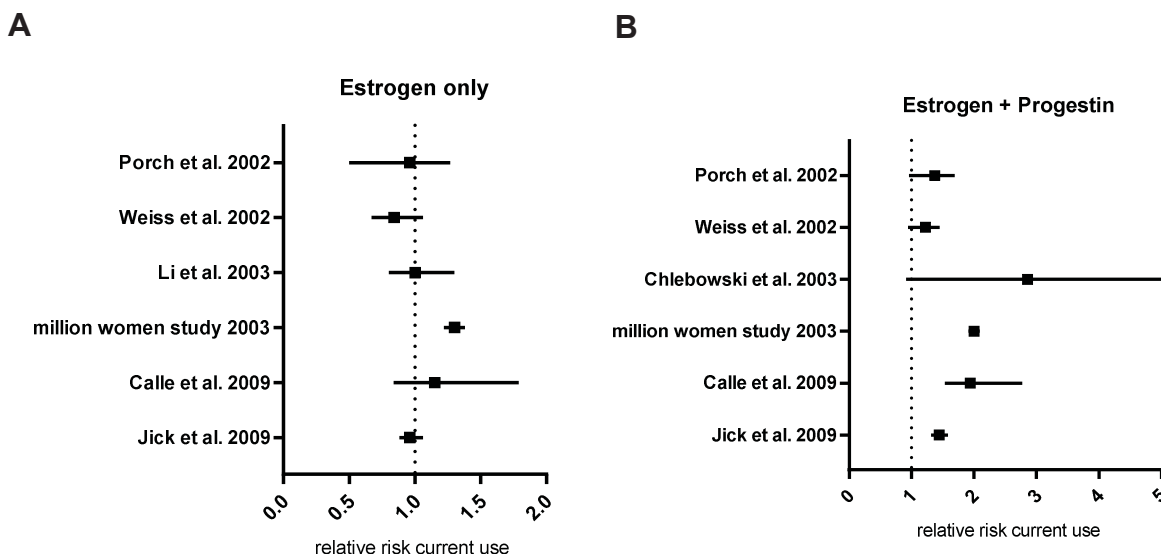 A
Estrogen only
Porch et al. 2002
Weiss et al. 2002
Li et al. 2003
million women study 2003
Calle et al. 2009
Jick et al. 2009
0.0
0.5
1.0
1.5
2.0
relative risk current use
B
Estrogen + Progestin
Porch et al. 2002
Weiss et al. 2002
Chlebowski et al. 2003
million women study 2003
Calle et al. 2009
Jick et al. 2009
0
1
2
3
4
5
relative risk current use